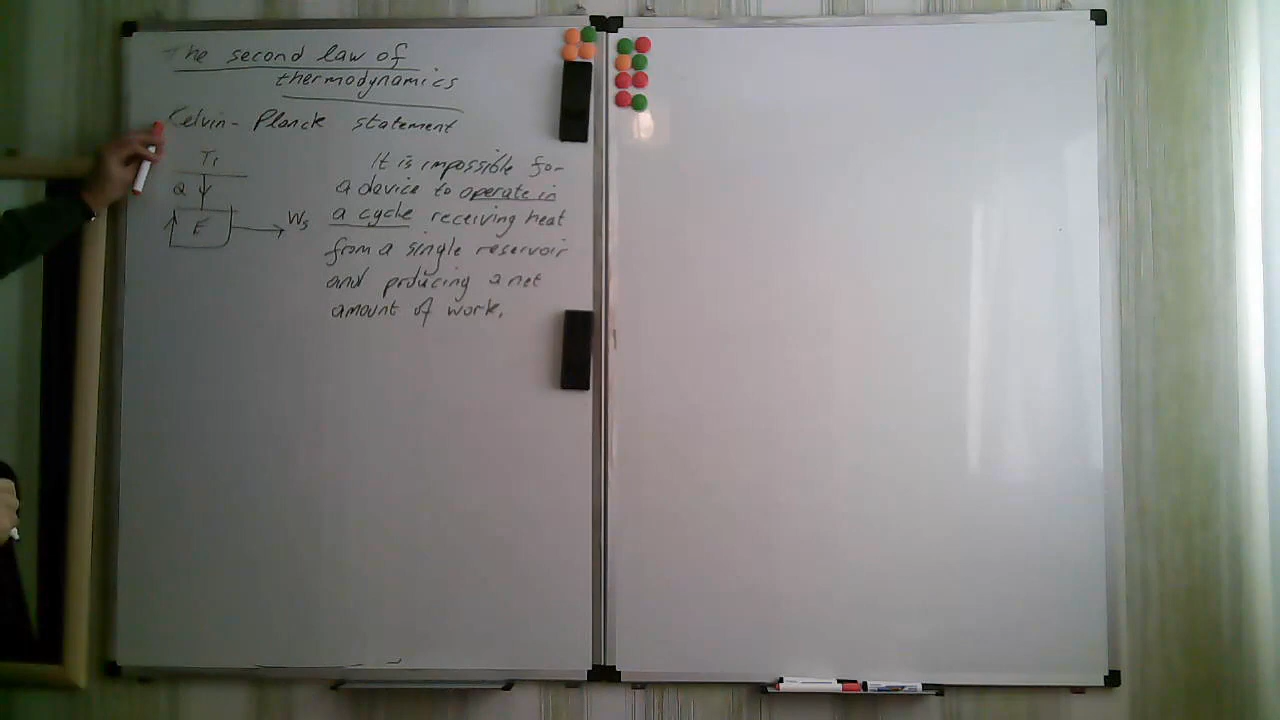 The second law of
thermodynamics
Kelvin - Planck statement
T1
Q
E
Ws
It is impossible for
a device to operate in
a cycle receiving heat
from a single reservoir
and producing a net
amount of work.